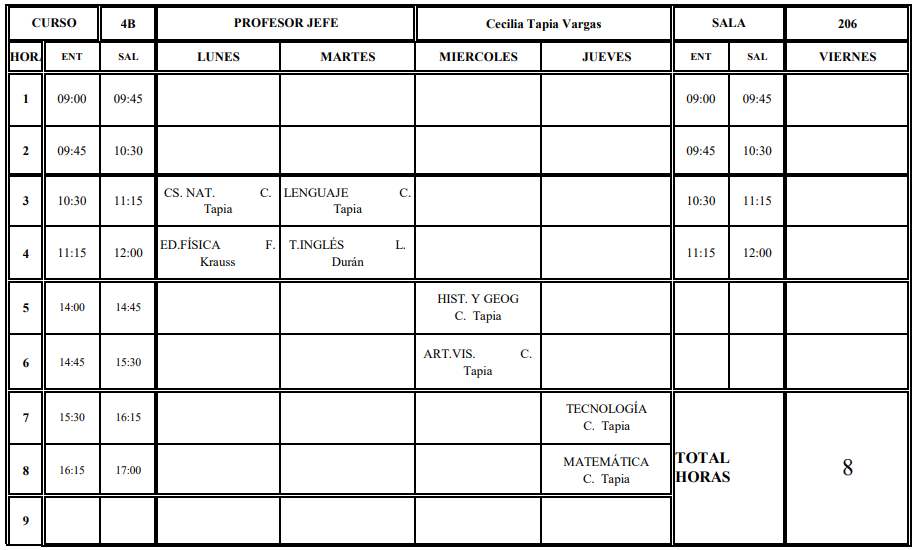 CURSO 4B PROFESOR JEFE Cecilia Tapia Vargas SALA 206
HORA ENT SAL LUNES MARTES MIERCOLES JUEVES ENT SAL VIERNES
1 09:00 09:45 09:00 09:45
2 09:45 10:30 09:45 10:30
3 10:30 11:15 CS. NAT. C. Tapia LENGUAJE C. Tapia 10:30 11:15
4 11:15 12:00 ED.FÍSICA F. Krauss T.INGLÉS L. Durán 11:15 12:00
5 14:00 14:45 HIST. Y GEOG C. Tapia
6 14:45 15:30 ART.VIS. C. Tapia
7 15:30 16:15 TECNOLOGÍA C. Tapia
8 16:15 17:00 MATEMÁTICA C. Tapia
TOTAL HORAS 8
9